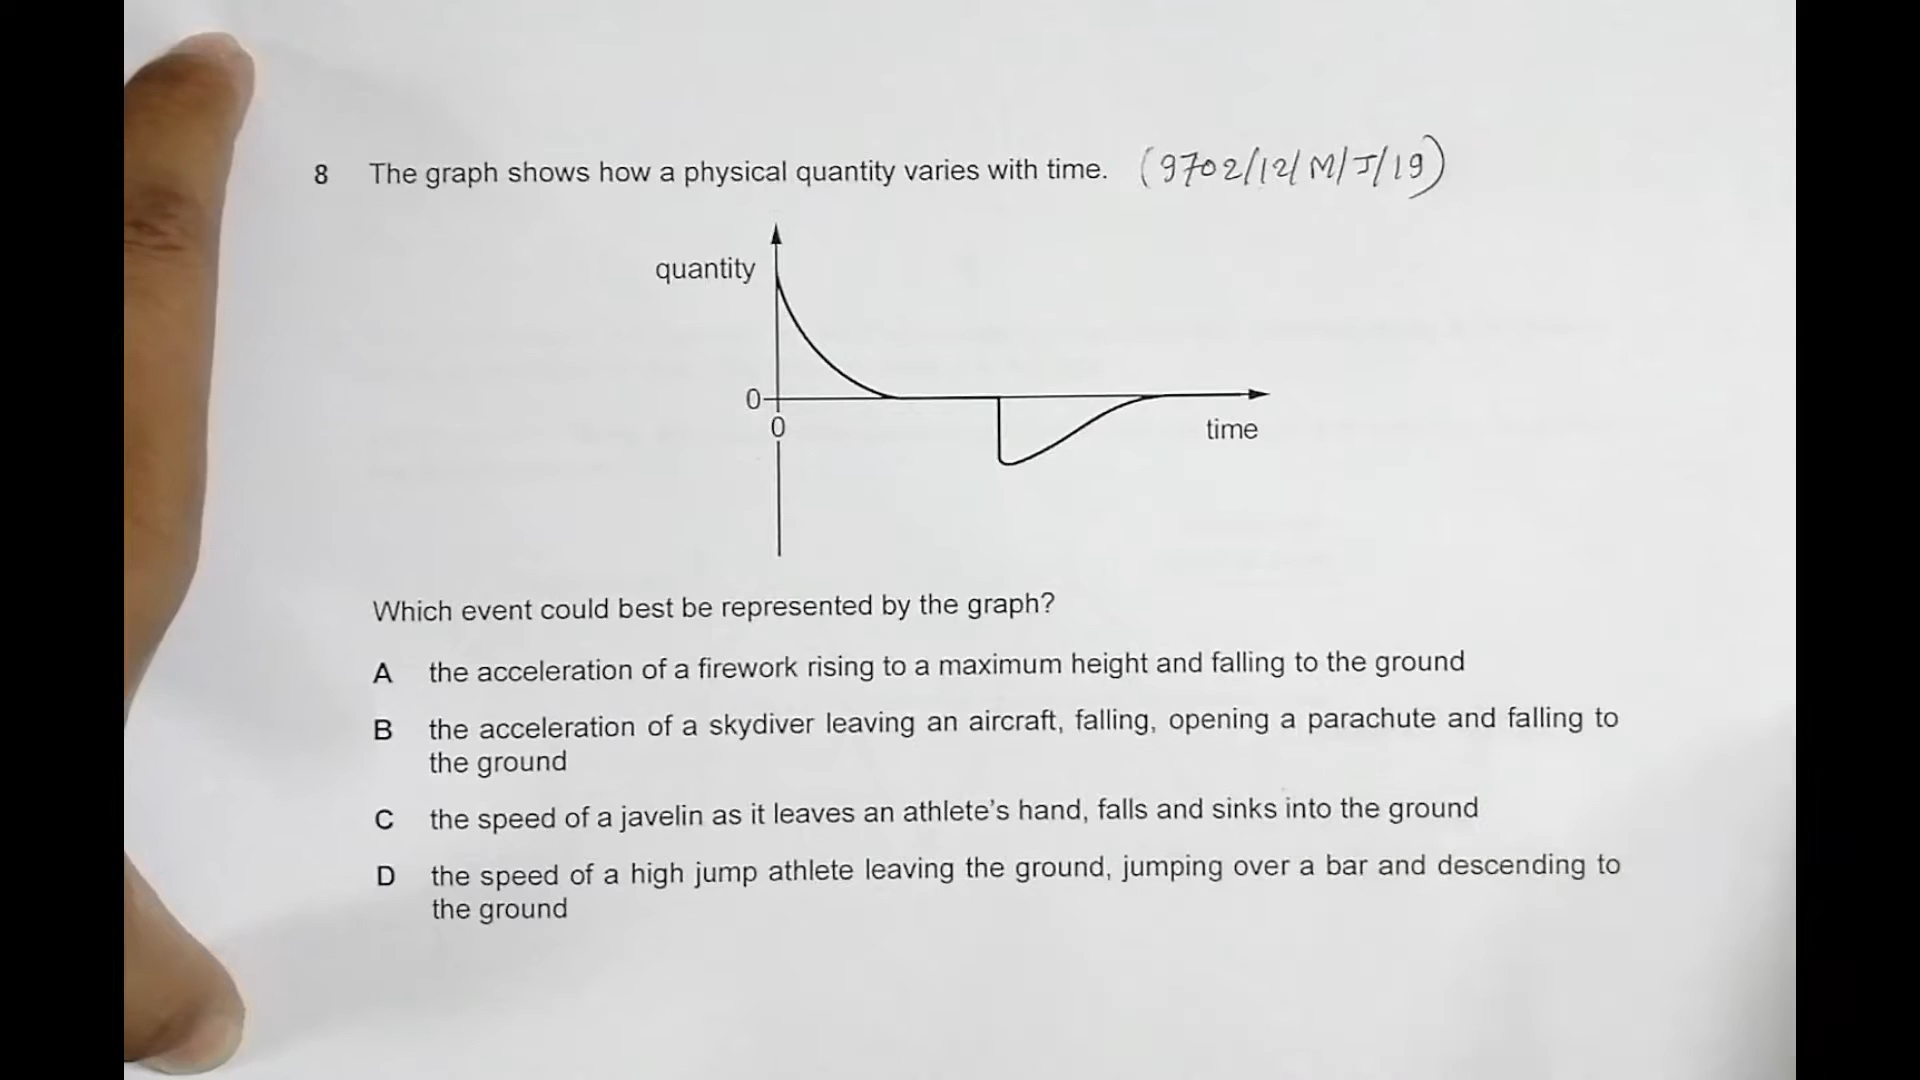 8 The graph shows how a physical quantity varies with time. (9702/12/M/J/19)
quantity
0
0
time
Which event could best be represented by the graph?
A the acceleration of a firework rising to a maximum height and falling to the ground
B the acceleration of a skydiver leaving an aircraft, falling, opening a parachute and falling to
the ground
C the speed of a javelin as it leaves an athlete's hand, falls and sinks into the ground
D the speed of a high jump athlete leaving the ground, jumping over a bar and descending to
the ground